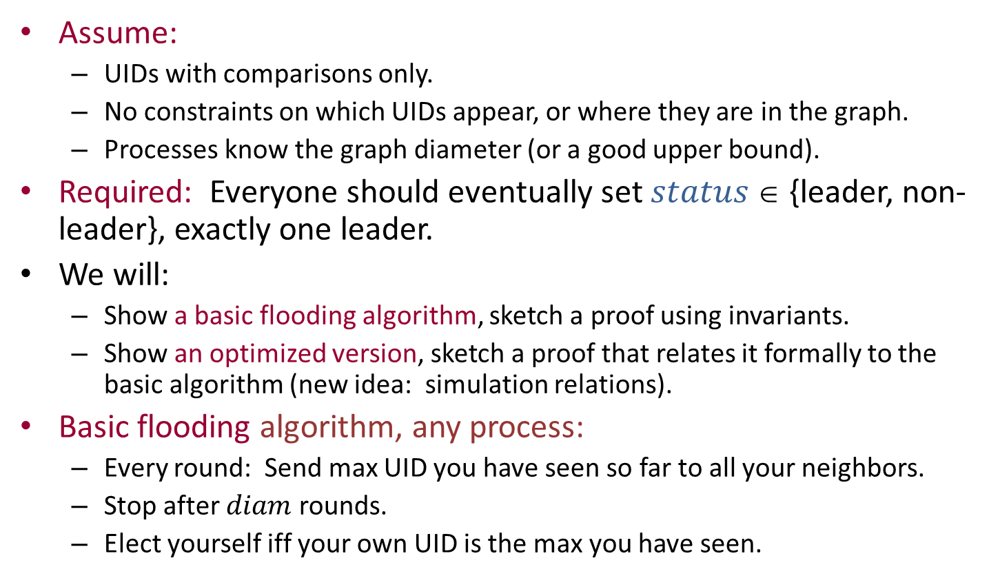 • Assume:
– UIDs with comparisons only.
– No constraints on which UIDs appear, or where they are in the graph.
– Processes know the graph diameter (or a good upper bound).
• Required:  Everyone should eventually set status ∈ {leader, non-
leader}, exactly one leader.
• We will:
– Show a basic flooding algorithm, sketch a proof using invariants.
– Show an optimized version, sketch a proof that relates it formally to the
basic algorithm (new idea:  simulation relations).
• Basic flooding algorithm, any process:
– Every round:  Send max UID you have seen so far to all your neighbors.
– Stop after diam rounds.
– Elect yourself iff your own UID is the max you have seen.